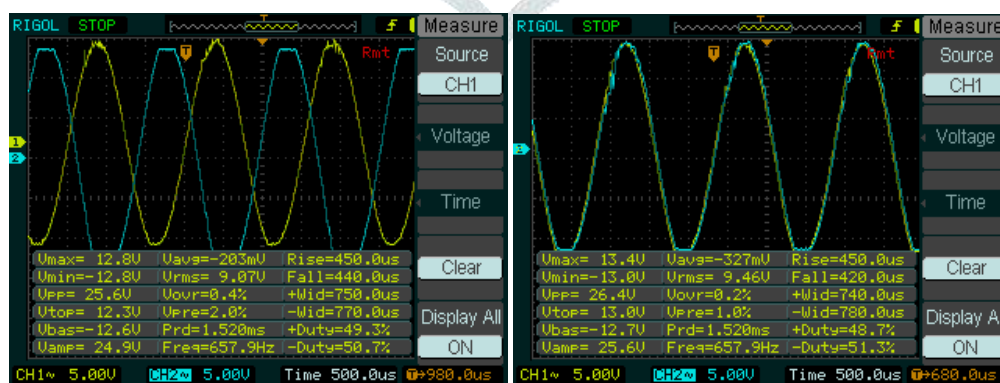 RIGOL STOP
T
Measure
T
Rmt
Source
CH1
1
2
Voltage
Time
Vmax= 12.8V Vavg=-203mV Rise=450.0us
Vmin=-12.8V Vrms= 9.07V Fall=440.0us
Vpp= 25.6V Vovr=0.4% +Wid=750.0us
Vtop= 12.3V Vpre=2.0% -Wid=770.0us
Vbas=-12.6V Prd=1.520ms +Duty=49.3%
Vamp= 24.9V Freq=657.9Hz -Duty=50.7%
Clear
Display All
ON
CH1~ 5.00V CH2~ 5.00V Time 500.0us T→980.0us
RIGOL STOP
T
Measure
T
Source
CH1
Voltage
Time
Vmax= 13.4V Vavg=-327mV Rise=450.0us
Vmin=-13.0V Vrms= 9.46V Fall=420.0us
Vpp= 26.4V Vovr=0.2% +Wid=740.0us
Vtop= 13.0V Vpre=1.0% -Wid=780.0us
Vbas=-12.7V Prd=1.520ms +Duty=48.7%
Vamp= 25.6V Freq=657.9Hz -Duty=51.3%
Clear
Display A
ON
CH1~ 5.00V CH2~ 5.00V Time 500.0us T→680.0us